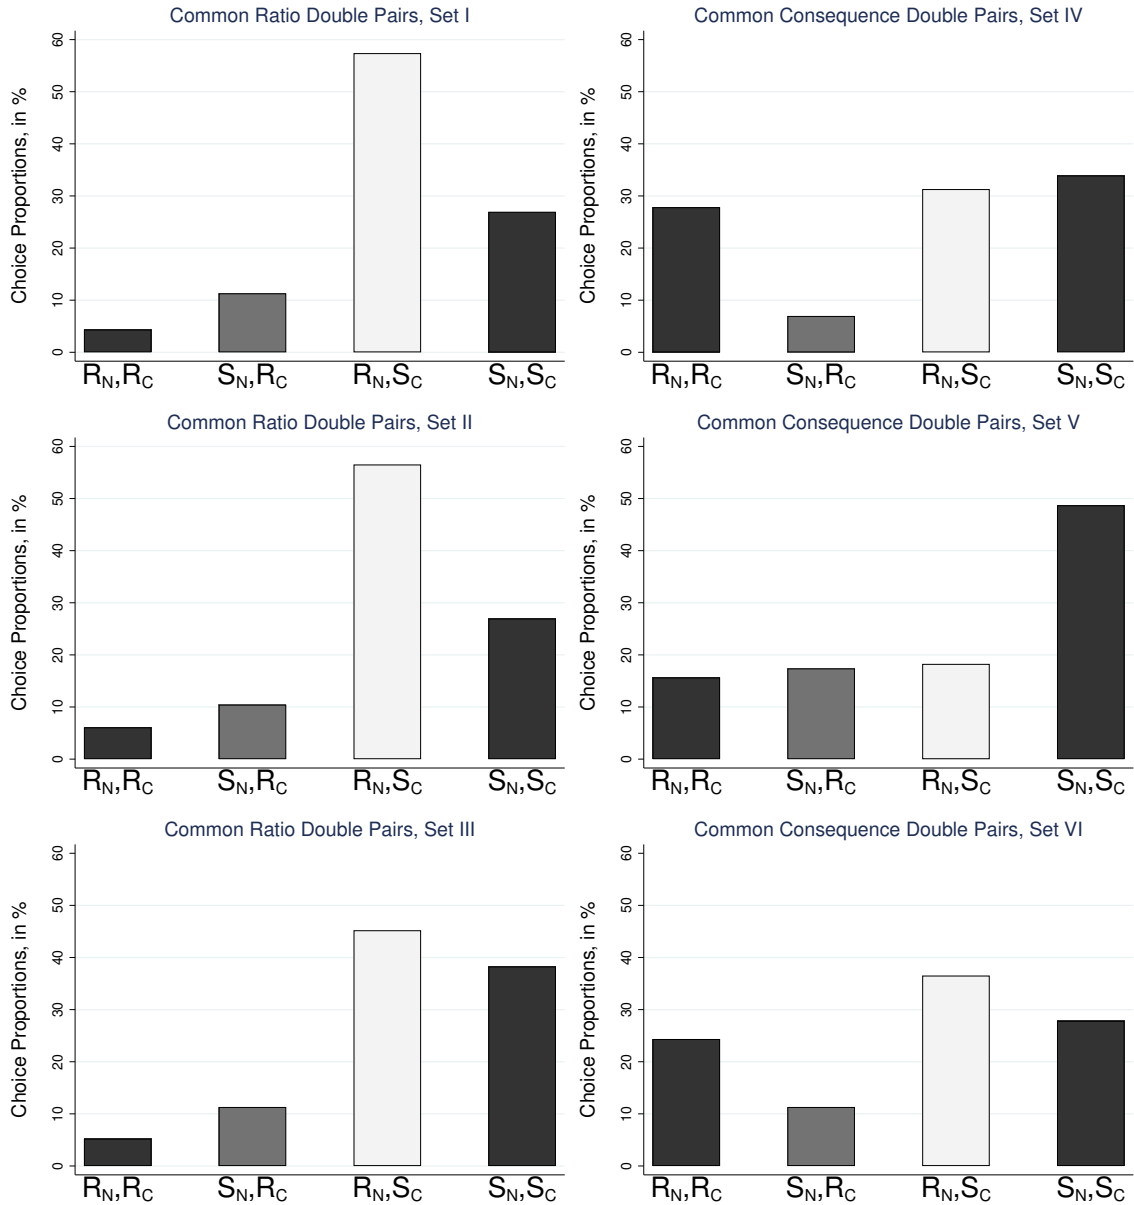 Common Ratio Double Pairs, Set I
Choice Proportions, in %
60
50
40
30
20
10
0
R_N,R_C S_N,R_C R_N,S_C S_N,S_C
Common Consequence Double Pairs, Set IV
Choice Proportions, in %
60
50
40
30
20
10
0
R_N,R_C S_N,R_C R_N,S_C S_N,S_C
Common Ratio Double Pairs, Set II
Choice Proportions, in %
60
50
40
30
20
10
0
R_N,R_C S_N,R_C R_N,S_C S_N,S_C
Common Consequence Double Pairs, Set V
Choice Proportions, in %
60
50
40
30
20
10
0
R_N,R_C S_N,R_C R_N,S_C S_N,S_C
Common Ratio Double Pairs, Set III
Choice Proportions, in %
60
50
40
30
20
10
0
R_N,R_C S_N,R_C R_N,S_C S_N,S_C
Common Consequence Double Pairs, Set VI
Choice Proportions, in %
60
50
40
30
20
10
0
R_N,R_C S_N,R_C R_N,S_C S_N,S_C